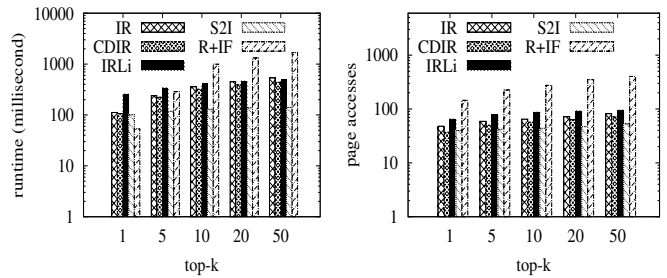 10000
1000
100
10
1
runtime (millisecond)
IR
CDIR
IRLi
S2I
R+IF
1 5 10 20 50
top-k
1000
100
10
1
page accesses
IR
CDIR
IRLi
S2I
R+IF
1 5 10 20 50
top-k